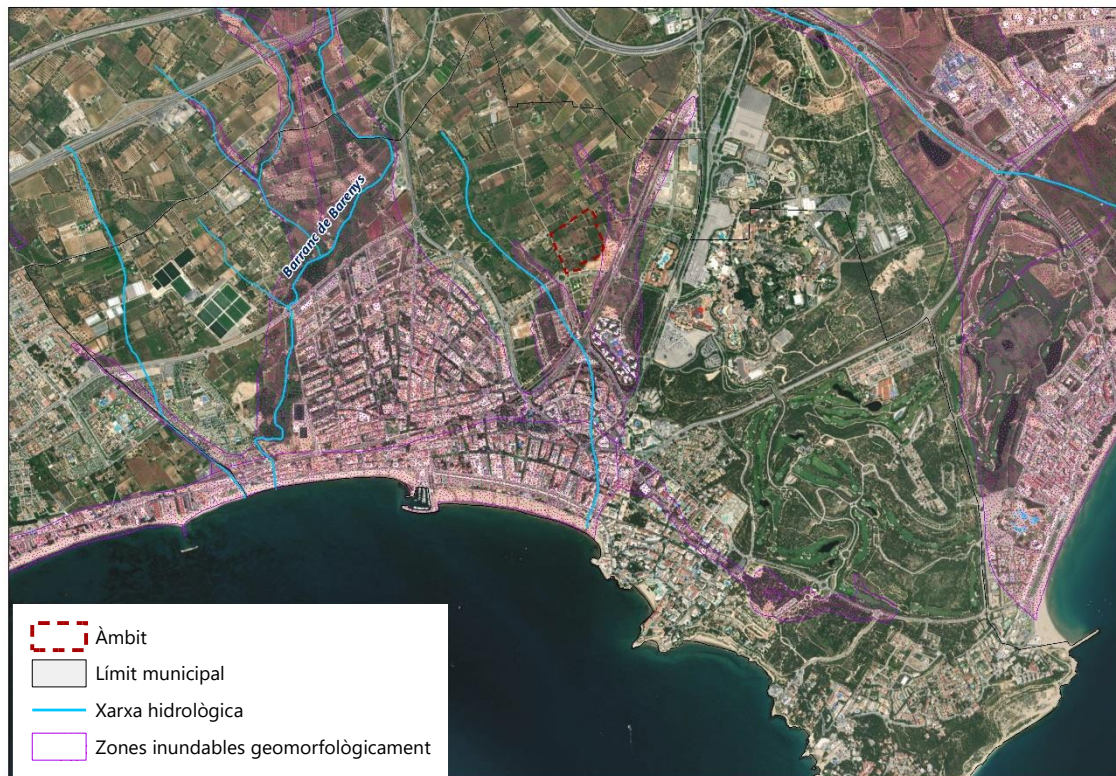 Barranc de Barenys
Àmbit
Límit municipal
Xarxa hidrològica
Zones inundables geomorfològicament